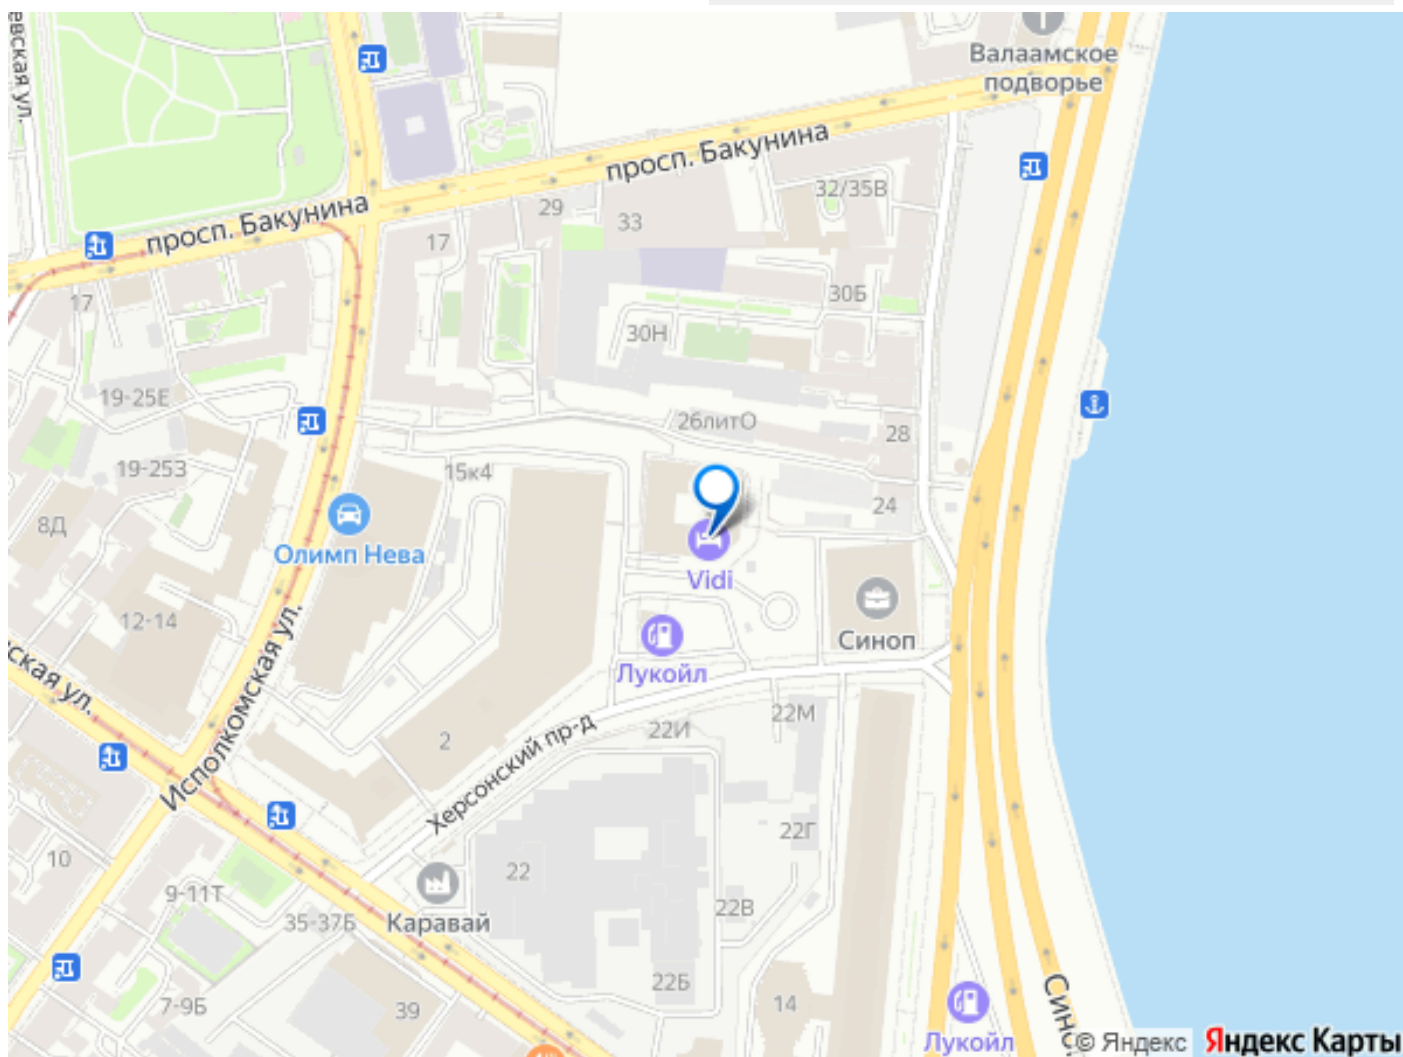 Валаамское
подворье
евская ул.
просп. Бакунина
32/35В
29
33
просп. Бакунина
17
17
30Б
30Н
19-25Е
26литО
28
19-25З
15к4
24
8Д
Олимп Нева
Vidi
12-14
Синоп
Лукойл
ская ул.
Исполкомская ул.
22М
22И
2
Херсонский пр-д
22Г
10
22
9-11Т
22В
35-37Б
Каравай
22Б
7-9Б
39
14
Лукойл
Сино
© Яндекс
Яндекс Карты